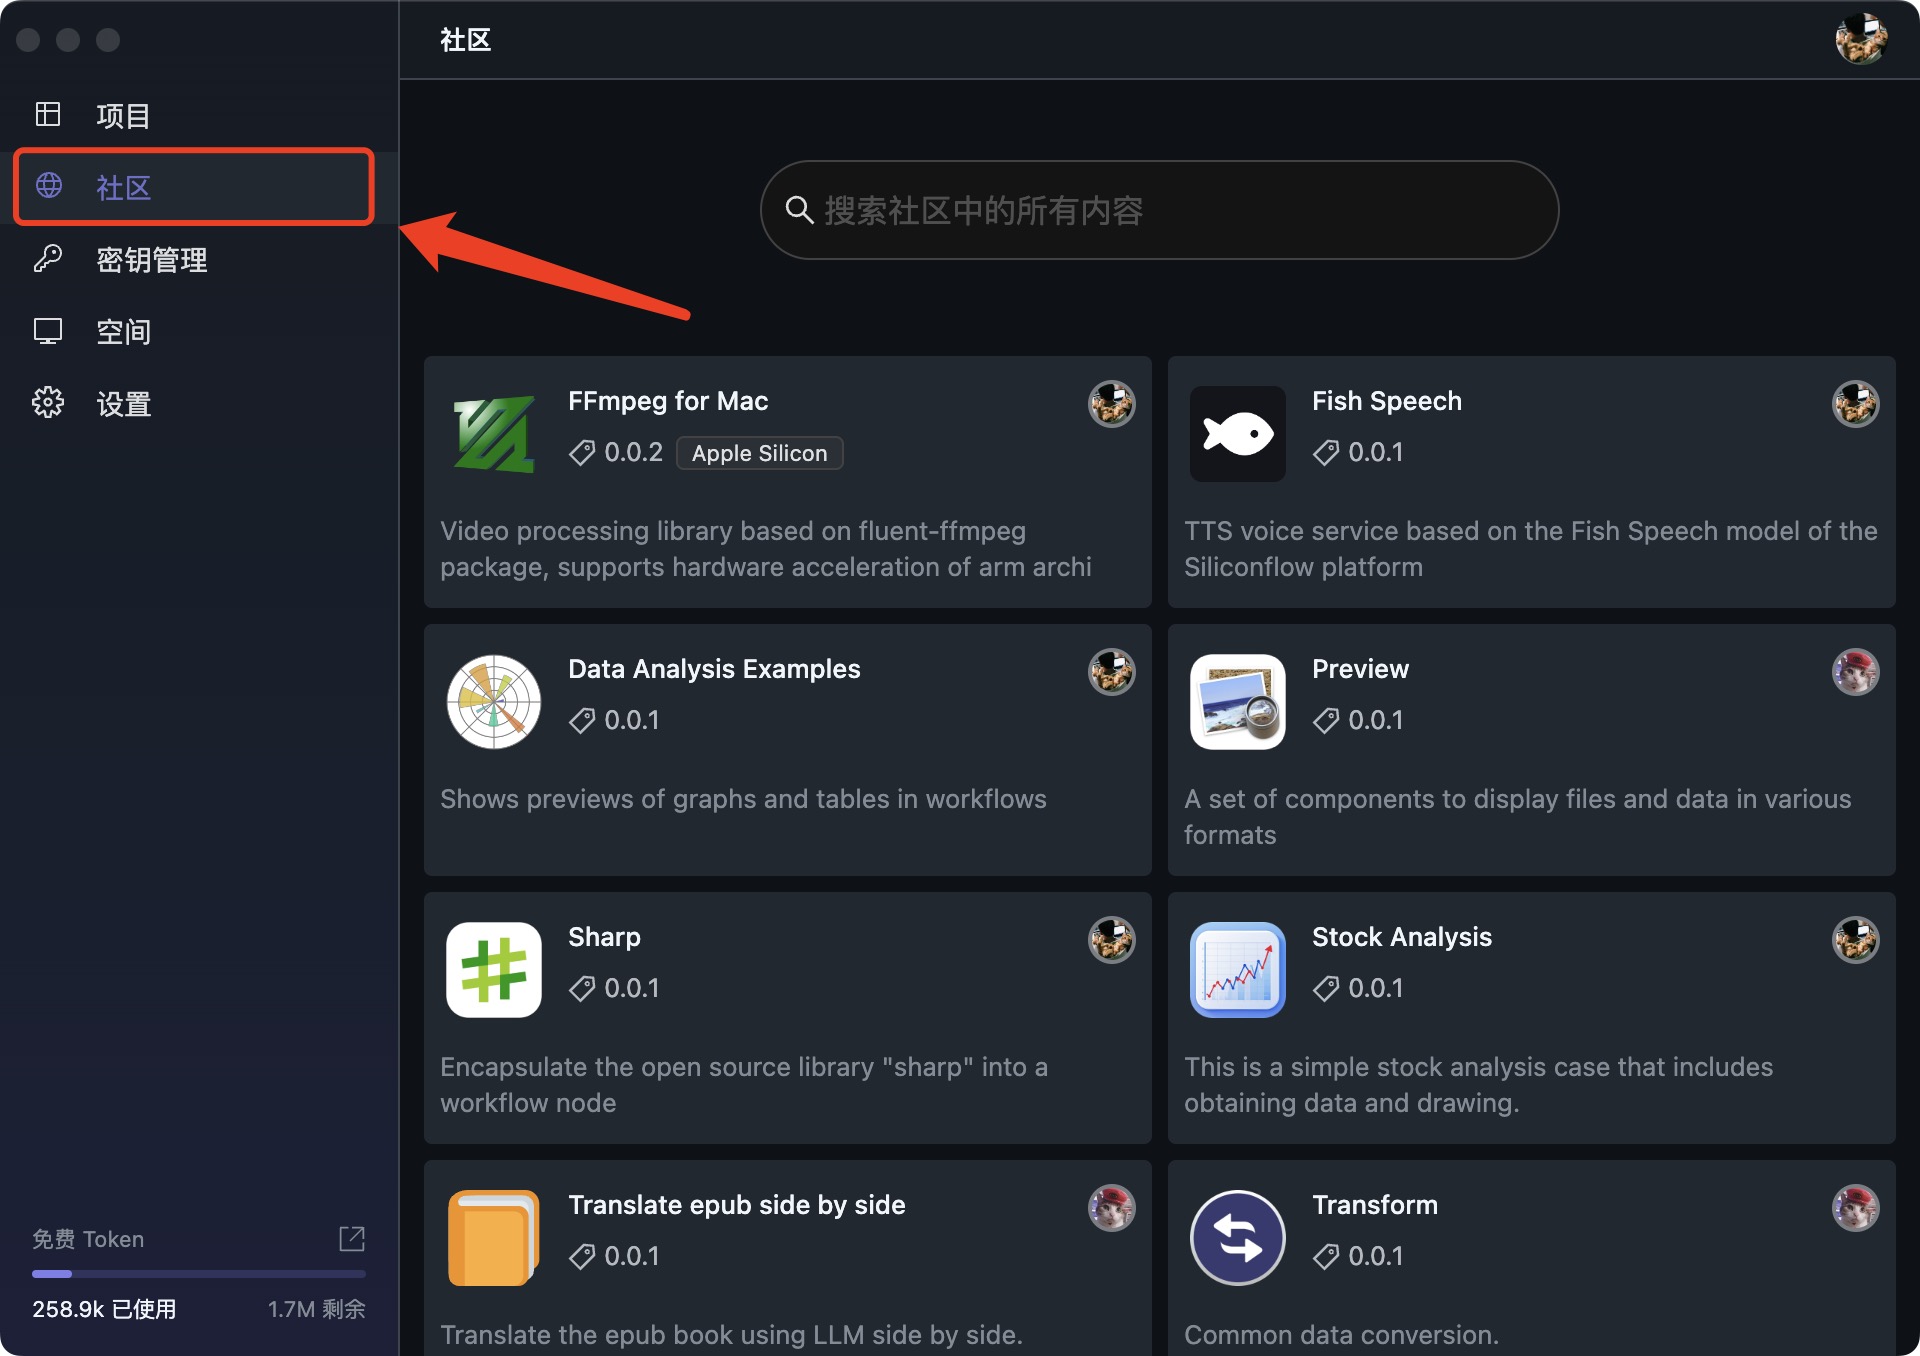 社区
项目
社区
密钥管理
空间
设置
免费 Token
258.9k 已使用
1.7M 剩余
搜索社区中的所有内容
FFmpeg for Mac
0.0.2 Apple Silicon
Video processing library based on fluent-ffmpeg
package, supports hardware acceleration of arm archi
Fish Speech
0.0.1
TTS voice service based on the Fish Speech model of the
Siliconflow platform
Data Analysis Examples
0.0.1
Shows previews of graphs and tables in workflows
Preview
0.0.1
A set of components to display files and data in various
formats
Sharp
0.0.1
Encapsulate the open source library "sharp" into a
workflow node
Stock Analysis
0.0.1
This is a simple stock analysis case that includes
obtaining data and drawing.
Translate epub side by side
0.0.1
Translate the epub book using LLM side by side.
Transform
0.0.1
Common data conversion.